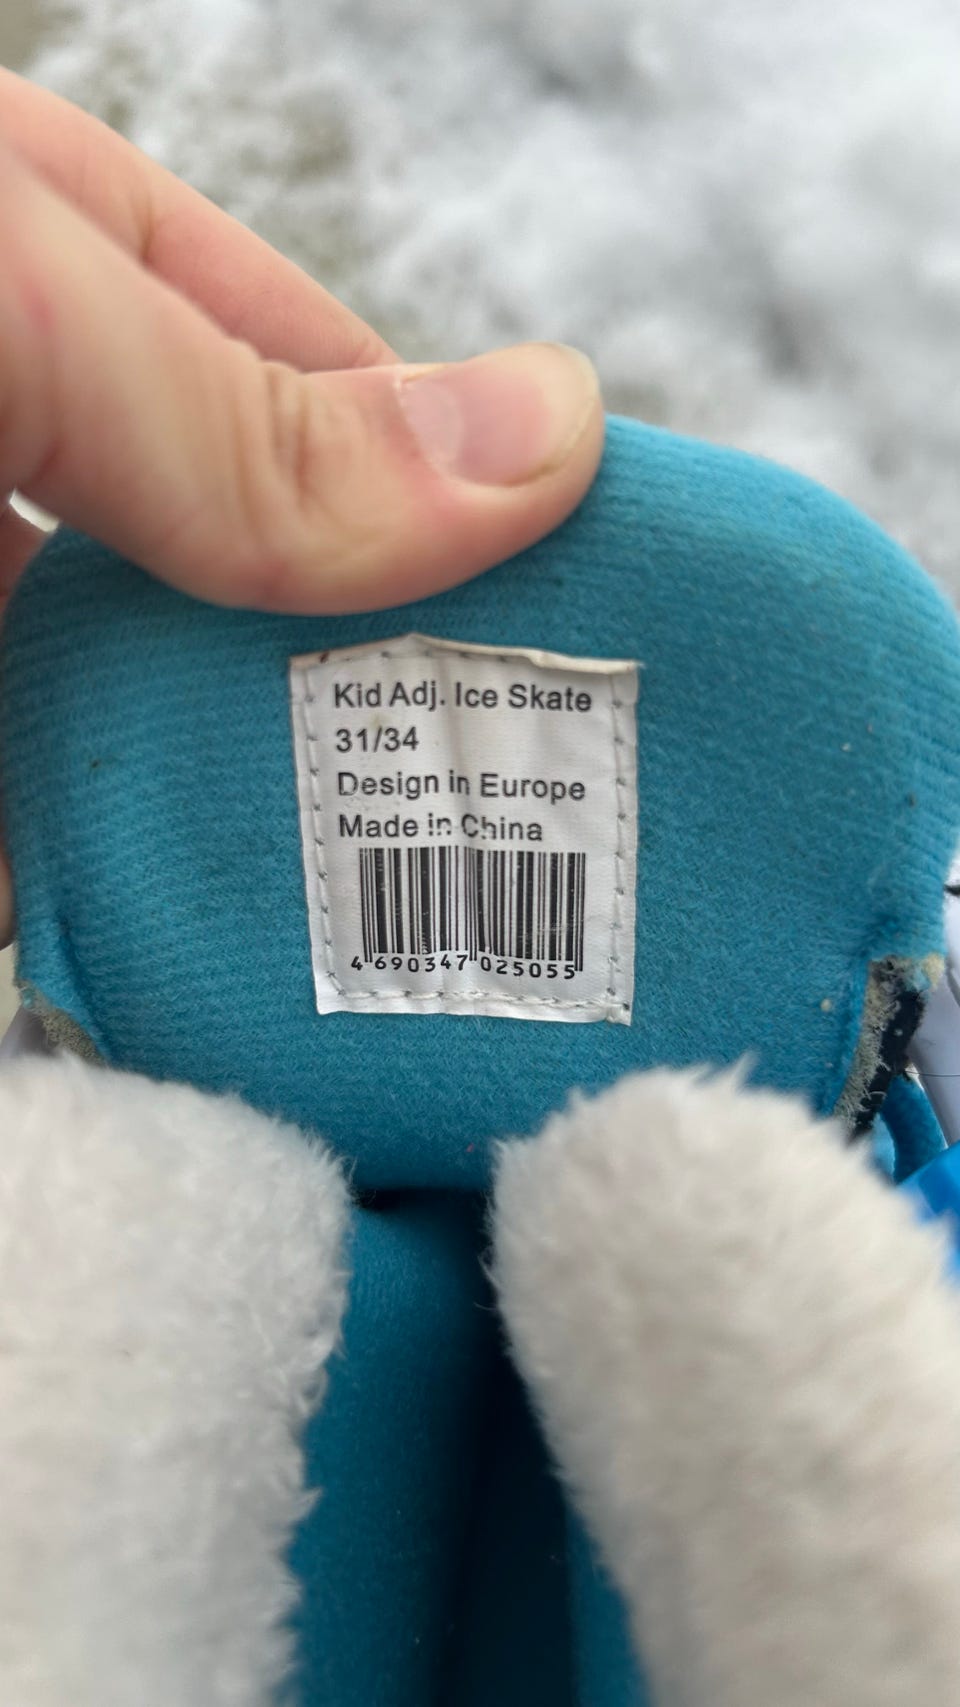 Kid Adj. Ice Skate
31/34
Design in Europe
Made in China
4 690347 025055